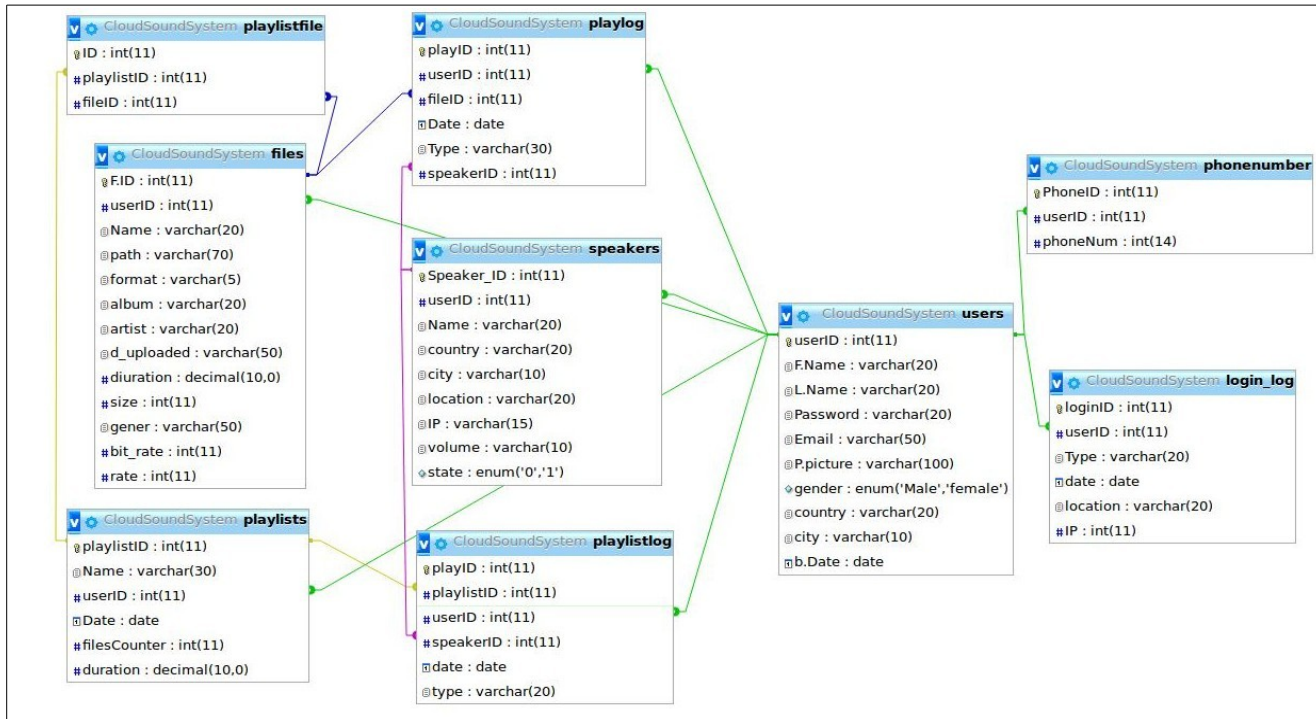 CloudSoundSystem playlistfile
ID : int(11)
#playlistID : int(11)
#fileID : int(11)
CloudSoundSystem files
F.ID : int(11)
#userID : int(11)
Name : varchar(20)
path : varchar(70)
format : varchar(5)
album : varchar(20)
artist : varchar(20)
d_uploaded : varchar(50)
#diuration : decimal(10,0)
#size : int(11)
gener : varchar(50)
#bit_rate : int(11)
#rate : int(11)
CloudSoundSystem playlists
playlistID : int(11)
Name : varchar(30)
#userID : int(11)
Date : date
#filesCounter : int(11)
#duration : decimal(10,0)
CloudSoundSystem playlog
playID : int(11)
#userID : int(11)
#fileID : int(11)
Date : date
Type : varchar(30)
#speakerID : int(11)
CloudSoundSystem speakers
Speaker_ID : int(11)
#userID : int(11)
Name : varchar(20)
country : varchar(20)
city : varchar(10)
location : varchar(20)
IP : varchar(15)
volume : varchar(10)
state : enum('0','1')
CloudSoundSystem playlistlog
playID : int(11)
#playlistID : int(11)
#userID : int(11)
#speakerID : int(11)
date : date
type : varchar(20)
CloudSoundSystem users
userID : int(11)
F.Name : varchar(20)
L.Name : varchar(20)
Password : varchar(20)
Email : varchar(50)
P.picture : varchar(100)
gender : enum('Male','female')
country : varchar(20)
city : varchar(10)
b.Date : date
CloudSoundSystem phonenumber
PhoneID : int(11)
#userID : int(11)
#phoneNum : int(14)
CloudSoundSystem login_log
loginID : int(11)
#userID : int(11)
Type : varchar(20)
date : date
location : varchar(20)
#IP : int(11)